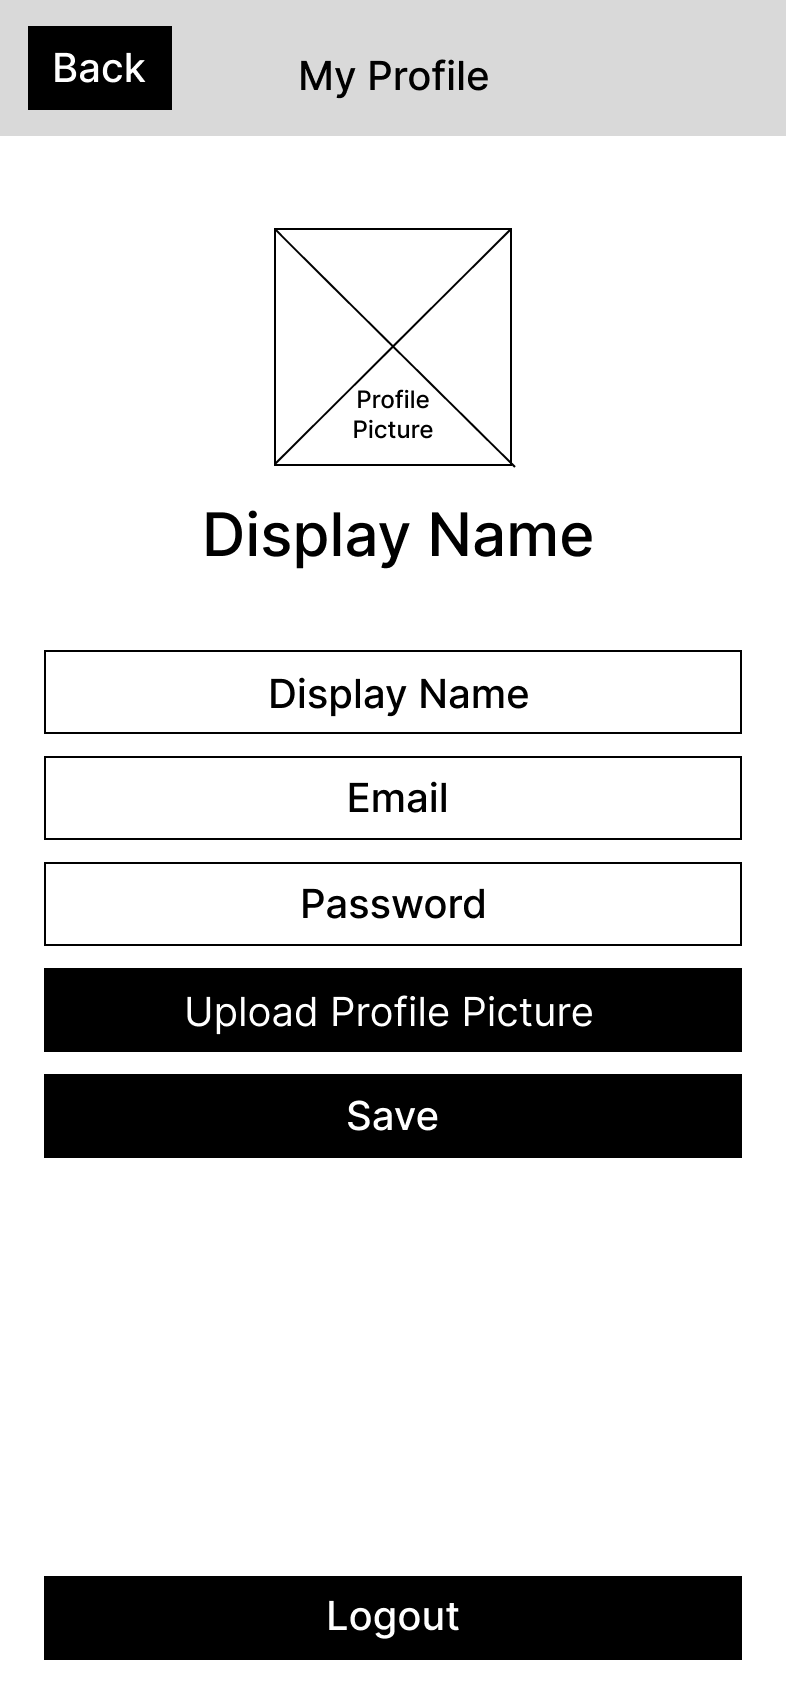 Back
My Profile
Profile
Picture
Display Name
Display Name
Email
Password
Upload Profile Picture
Save
Logout